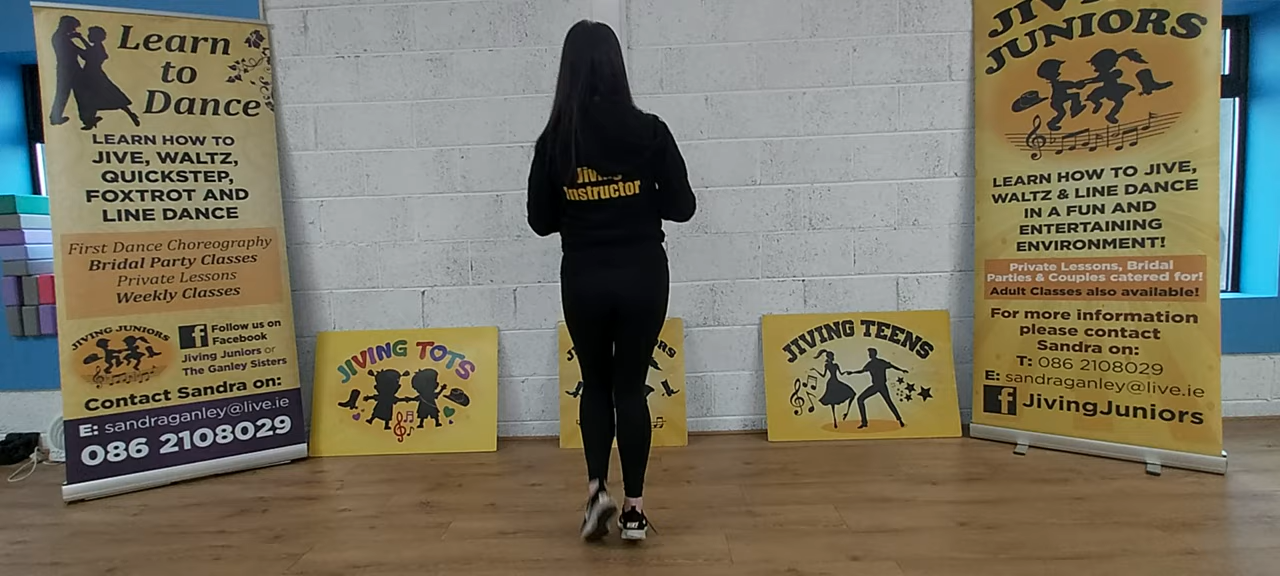 Learn
to
Dance
LEARN HOW TO
JIVE, WALTZ,
QUICKSTEP,
FOXTROT AND
LINE DANCE
First Dance Choreography
Bridal Party Classes
Private Lessons
Weekly Classes
JIVING JUNIORS
f Follow us on
Facebook
Jiving Juniors or
The Ganley Sisters
Contact Sandra on:
E: sandraganley@live.ie
086 2108029
JIVING TOTS
Jiving
Instructor
JIVING TEENS
JUNIORS
LEARN HOW TO JIVE,
WALTZ & LINE DANCE
IN A FUN AND
ENTERTAINING
ENVIRONMENT!
Private Lessons, Bridal
Parties & Couples catered for!
Adult Classes also available!
For more information
please contact
Sandra on:
T: 086 2108029
E: sandraganley@live.ie
f JivingJuniors